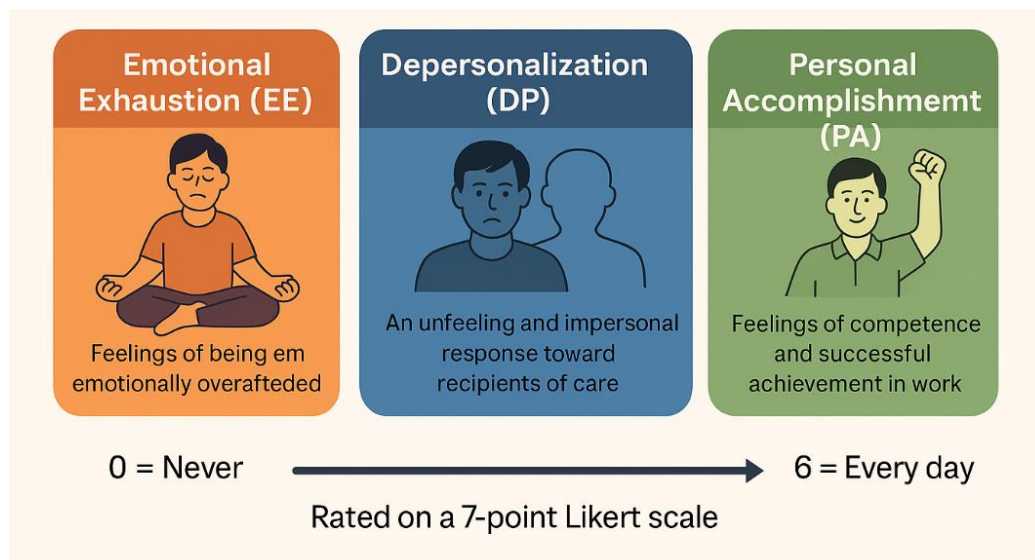 Emotional
Exhaustion (EE)
Feelings of being em
emotionally overafteded
Depersonalization
(DP)
An unfeeling and impersonal
response toward
recipients of care
Personal
Accomplishmemt
(PA)
Feelings of competence
and successful
achievement in work
0 = Never
6 = Every day
Rated on a 7-point Likert scale